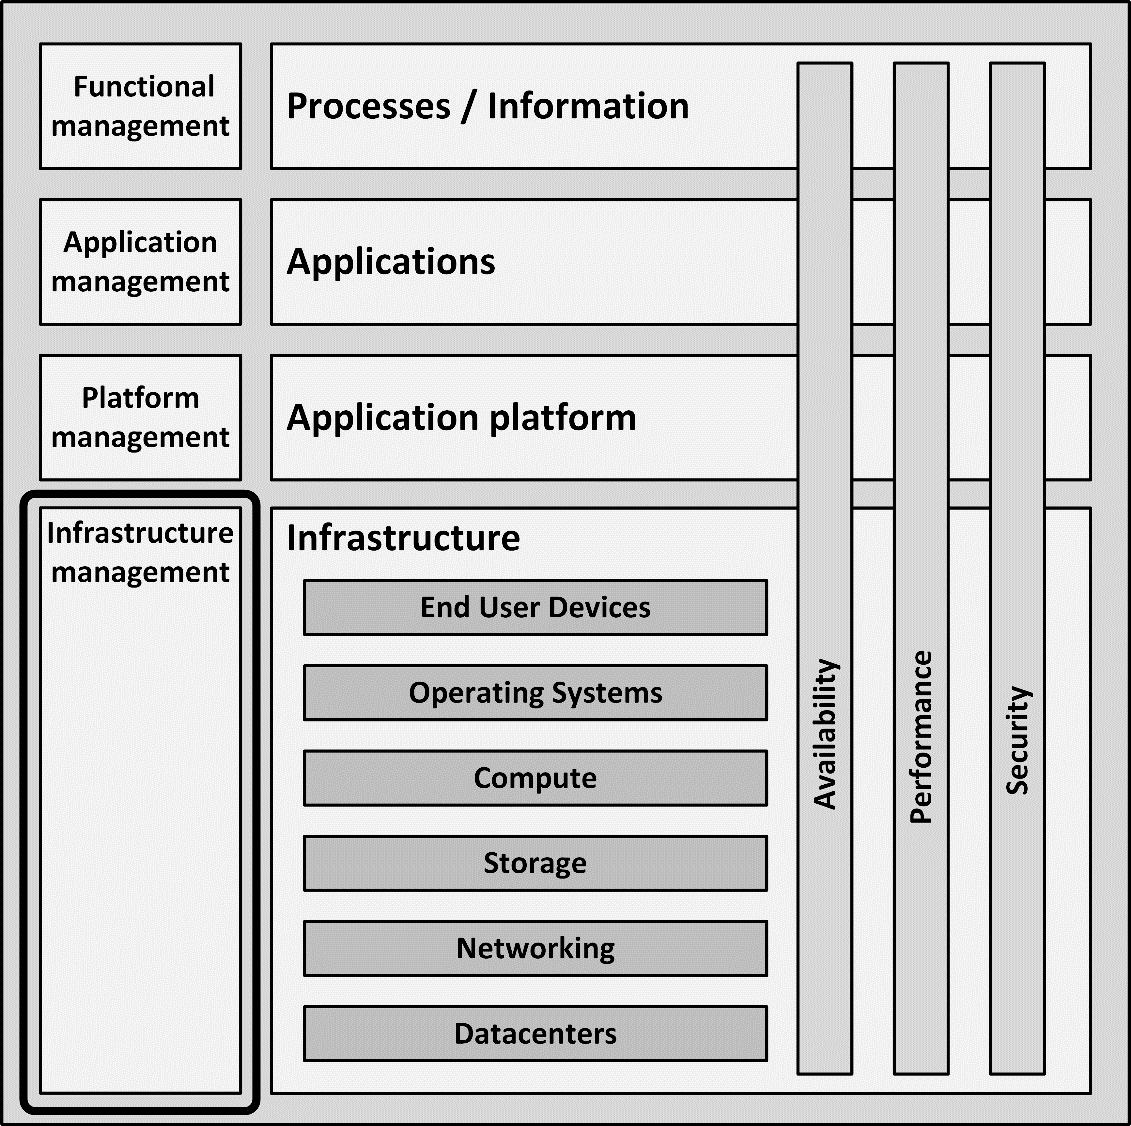 Functional
management
Processes / Information
Application
management
Applications
Platform
management
Application platform
Infrastructure
management
Infrastructure
End User Devices
Operating Systems
Compute
Storage
Networking
Datacenters
Availability
Performance
Security